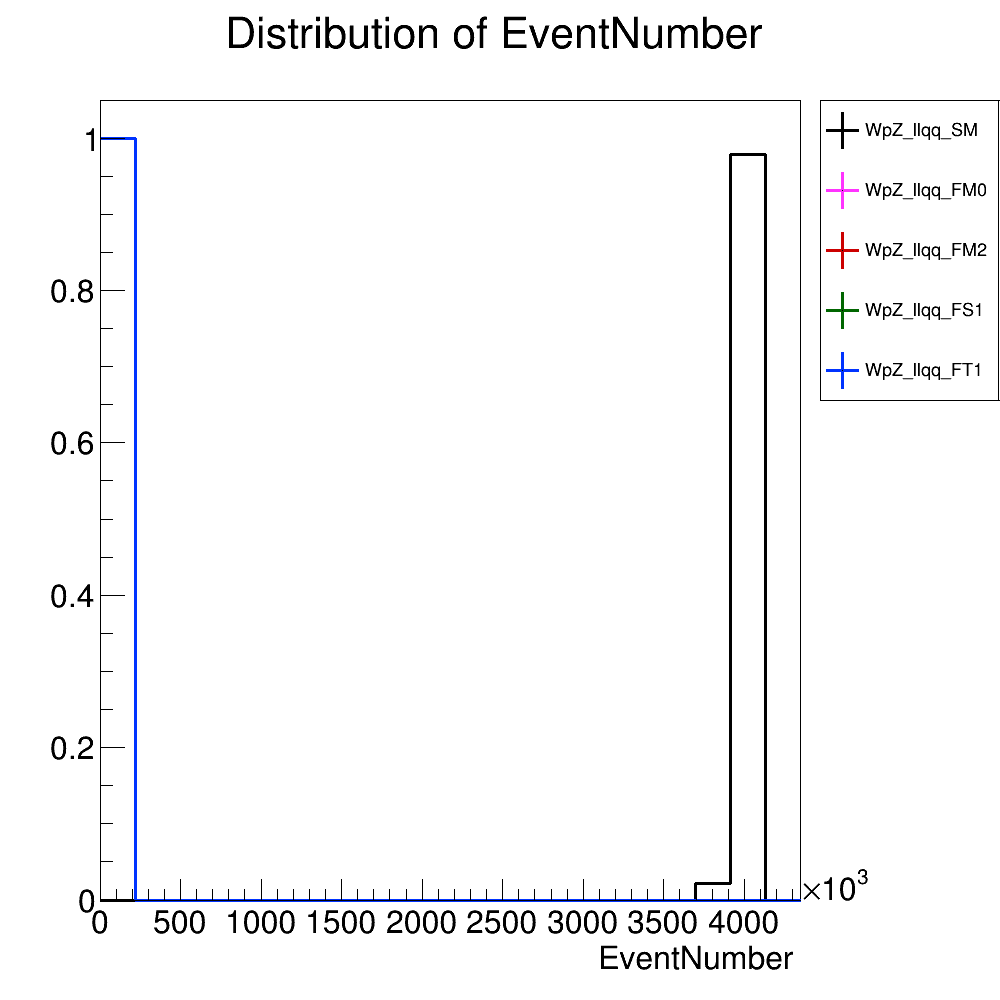 Distribution of EventNumber
1
0.8
0.6
0.4
0.2
0
0 500 1000 1500 2000 2500 3000 3500 4000
×10³
EventNumber
WpZ_llqq_SM
WpZ_llqq_FM0
WpZ_llqq_FM2
WpZ_llqq_FS1
WpZ_llqq_FT1